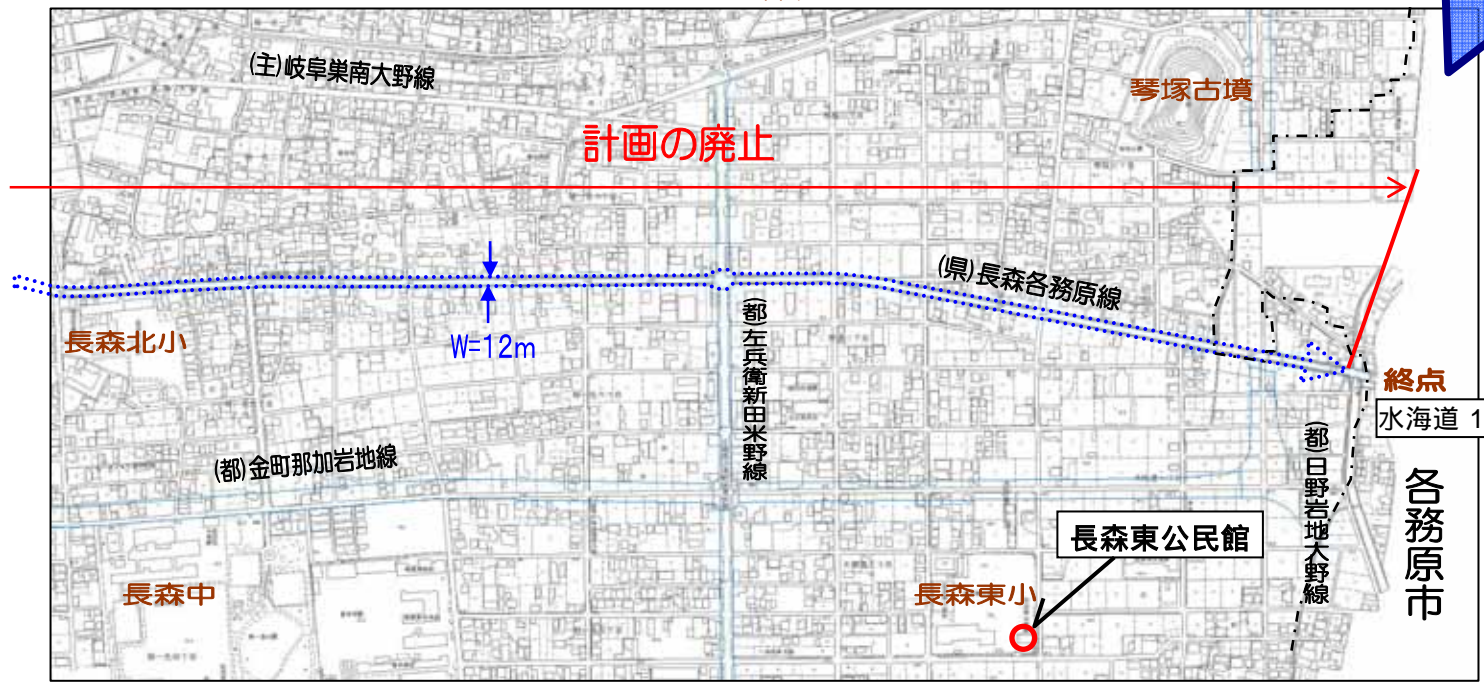 (主)岐阜巣南大野線
琴塚古墳
計画の廃止
(県)長森各務原線
長森北小
W=12m
(都)左兵衛新田米野線
終点
水海道 1
(都)金町那加岩地線
(都)日野岩地大野線
各務原市
長森東公民館
長森中
長森東小